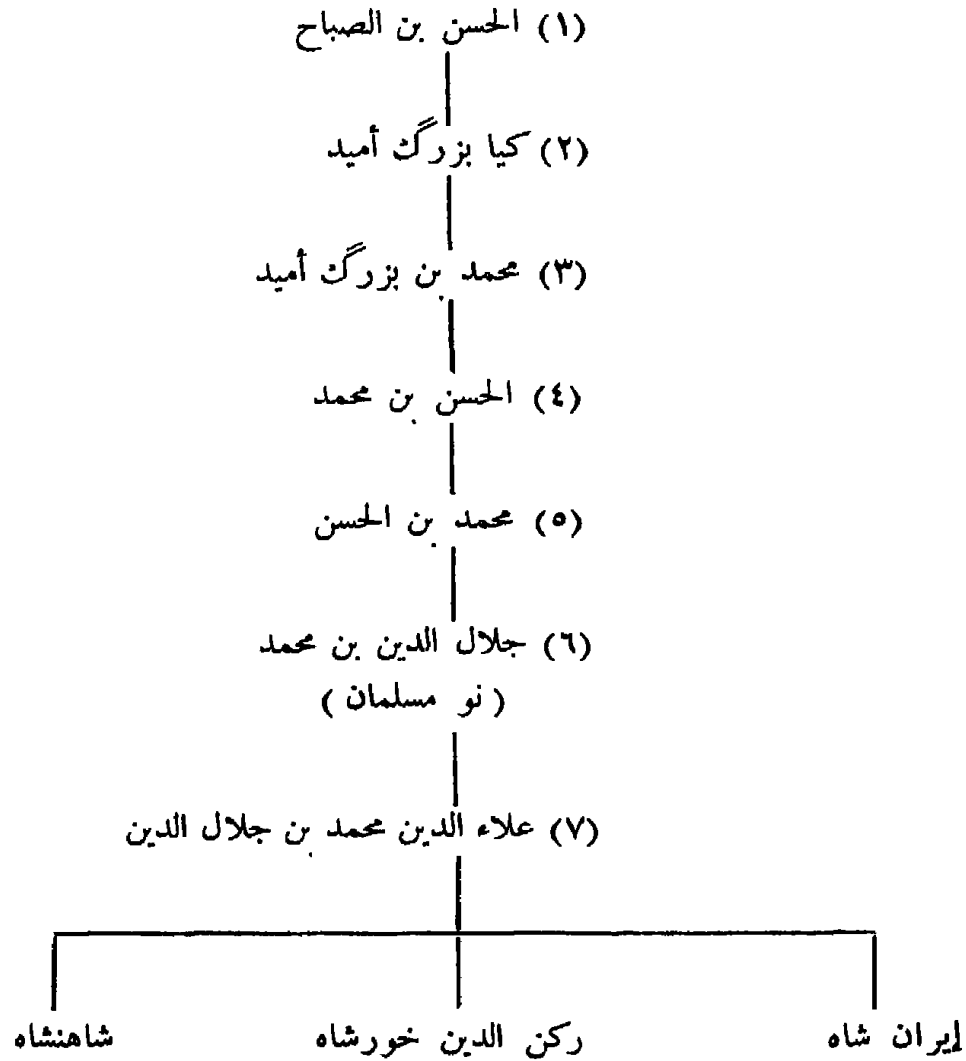 (١) الحسن بن الصباح
(٢) كيا بزرگ أميد
(٣) محمد بن بزرگ أميد
(٤) الحسن بن محمد
(٥) محمد بن الحسن
(٦) جلال الدين بن محمد
( نو مسلمان )
(٧) علاء الدين محمد بن جلال الدين
إيران شاه ركن الدين خورشاه شاهنشاه